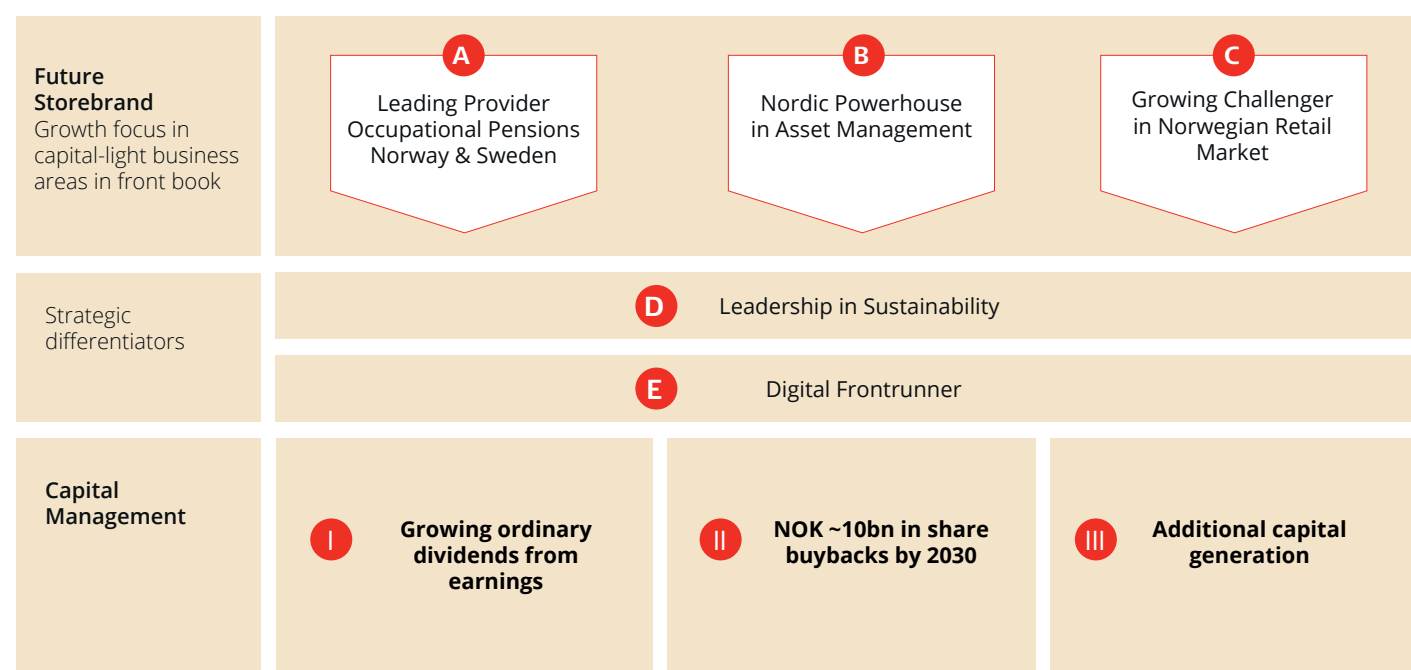 Future
Storebrand
Growth focus in
capital-light business
areas in front book
A
Leading Provider
Occupational Pensions
Norway & Sweden
B
Nordic Powerhouse
in Asset Management
C
Growing Challenger
in Norwegian Retail
Market
Strategic
differentiators
D
Leadership in Sustainability
E
Digital Frontrunner
Capital
Management
I
Growing ordinary
dividends from
earnings
II
NOK ~10bn in share
buybacks by 2030
III
Additional capital
generation